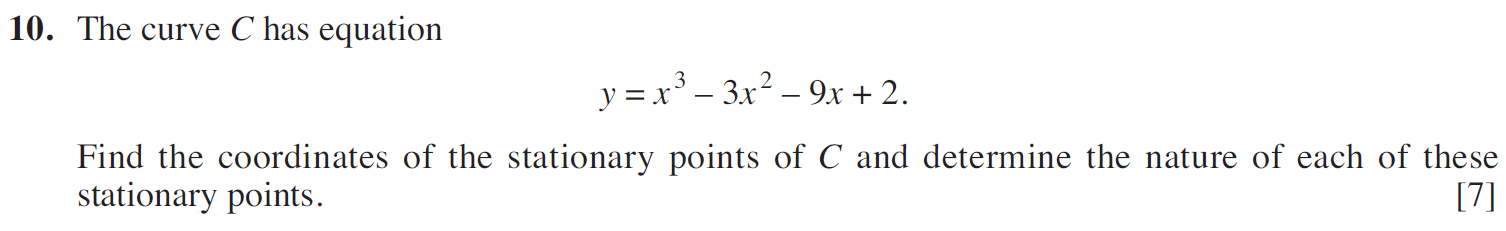 10. The curve C has equation
y = x³ – 3x² – 9x + 2.
Find the coordinates of the stationary points of C and determine the nature of each of these
stationary points. [7]